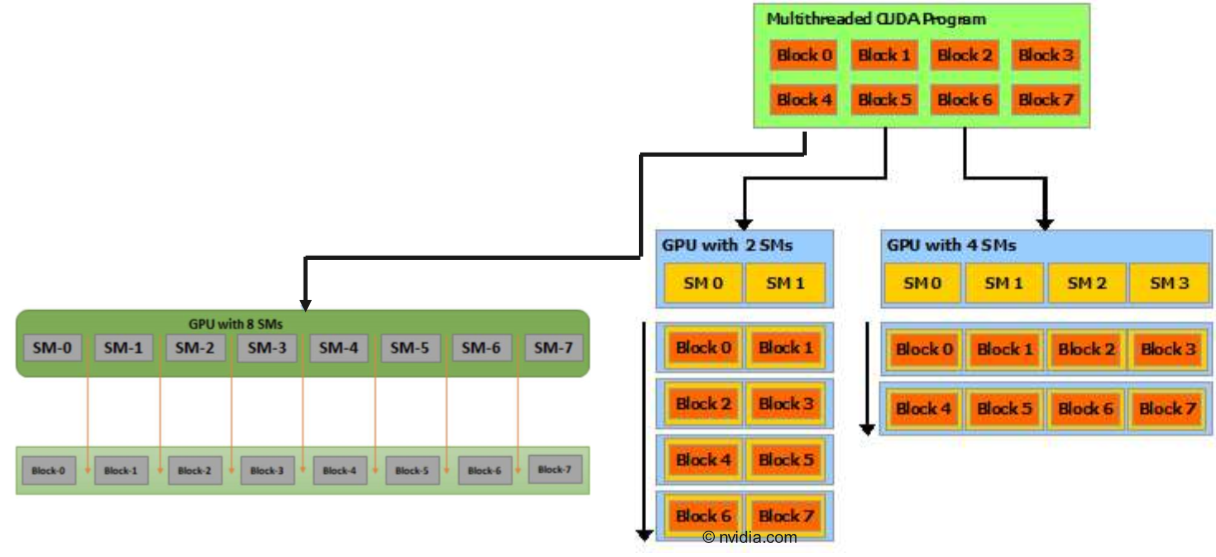 Multithreaded CUDA Program
Block 0 Block 1 Block 2 Block 3
Block 4 Block 5 Block 6 Block 7
GPU with 2 SMs
SM 0 SM 1
Block 0 Block 1
Block 2 Block 3
Block 4 Block 5
Block 6 Block 7
GPU with 4 SMs
SM 0 SM 1 SM 2 SM 3
Block 0 Block 1 Block 2 Block 3
Block 4 Block 5 Block 6 Block 7
GPU with 8 SMs
SM-0 SM-1 SM-2 SM-3 SM-4 SM-5 SM-6 SM-7
Block-0 Block-1 Block-2 Block-3 Block-4 Block-5 Block-6 Block-7
© nvidia.com